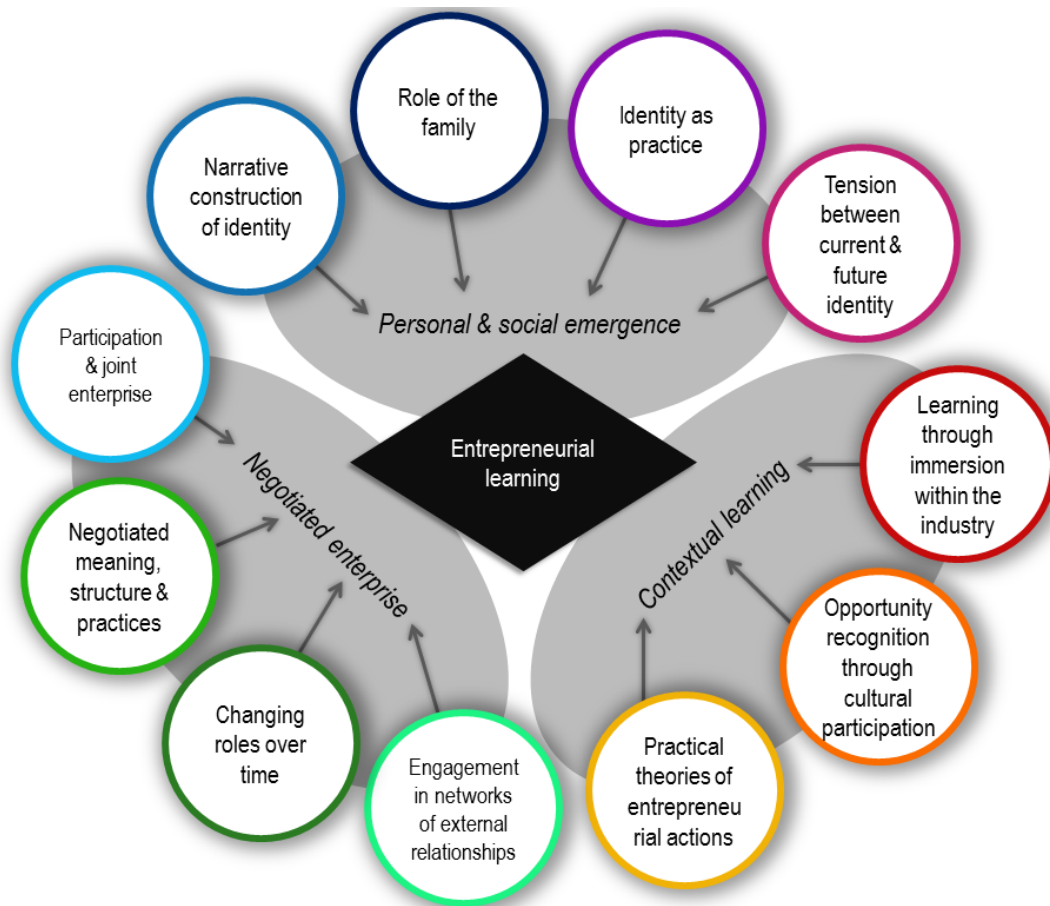 Role of the
family
Identity as
practice
Narrative
construction
of identity
Tension
between
current &
future
identity
Personal & social emergence
Participation
& joint
enterprise
Negotiated
meaning,
structure &
practices
Changing
roles over
time
Engagement
in networks
of external
relationships
Negotiated enterprise
Entrepreneurial
learning
Contextual learning
Learning
through
immersion
within the
industry
Opportunity
recognition
through
cultural
participation
Practical
theories of
entrepreneu
rial actions